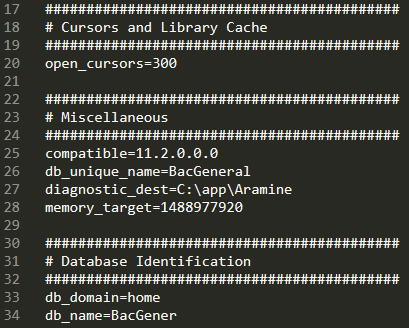 17 ###########################################
18 # Cursors and Library Cache
19 ###########################################
20 open_cursors=300
21
22 ###########################################
23 # Miscellaneous
24 ###########################################
25 compatible=11.2.0.0.0
26 db_unique_name=BacGeneral
27 diagnostic_dest=C:\app\Aramine
28 memory_target=1488977920
29
30 ###########################################
31 # Database Identification
32 ###########################################
33 db_domain=home
34 db_name=BacGener